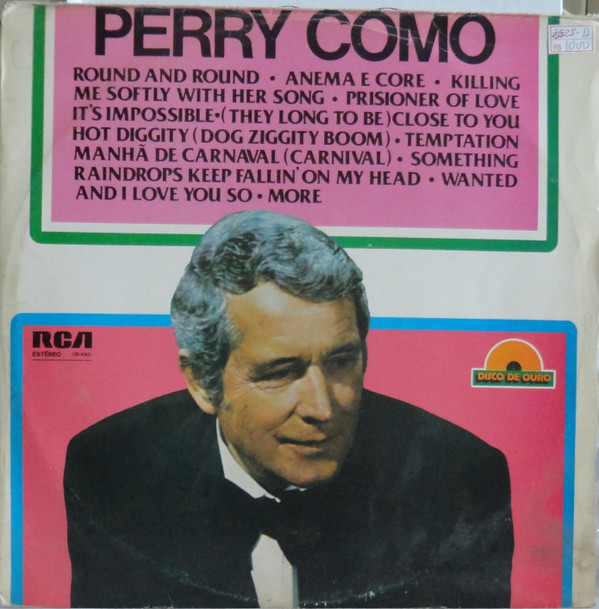 PERRY COMO
ROUND AND ROUND • ANEMA E CORE • KILLING
ME SOFTLY WITH HER SONG • PRISIONER OF LOVE
IT'S IMPOSSIBLE•(THEY LONG TO BE)CLOSE TO YOU
HOT DIGGITY (DOG ZIGGITY BOOM) • TEMPTATION
MANHÃ DE CARNAVAL (CARNIVAL) • SOMETHING
RAINDROPS KEEP FALLIN' ON MY HEAD • WANTED
AND I LOVE YOU SO • MORE
RCA
ESTÉREO
DISCO DE OURO